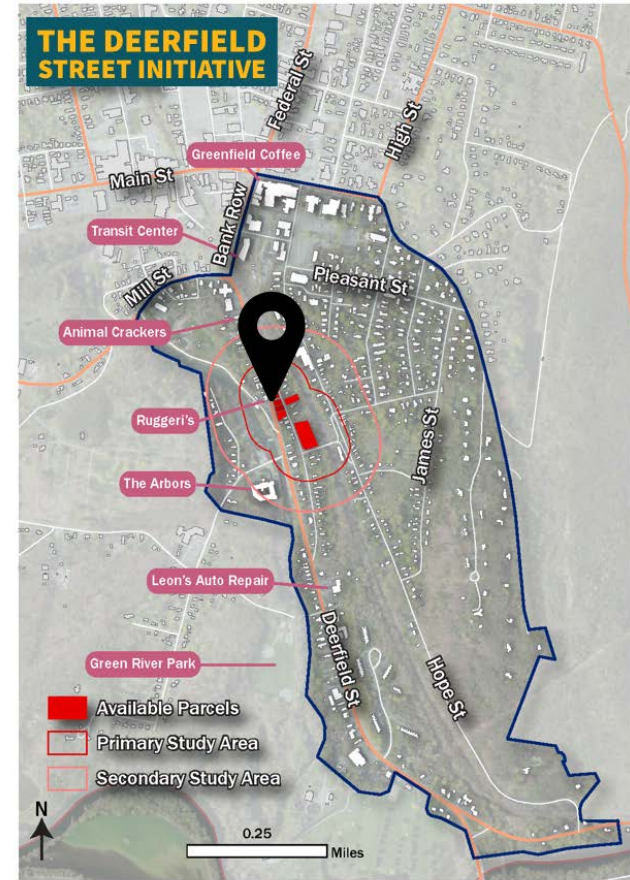 THE DEERFIELD
STREET INITIATIVE
Federal St
High St
Greenfield Coffee
Main St
Bank Row
Transit Center
Pleasant St
Mill St
Animal Crackers
Ruggeri's
James St
The Arbors
Leon's Auto Repair
Deerfield St
Hope St
Green River Park
Available Parcels
Primary Study Area
Secondary Study Area
N
0.25
Miles